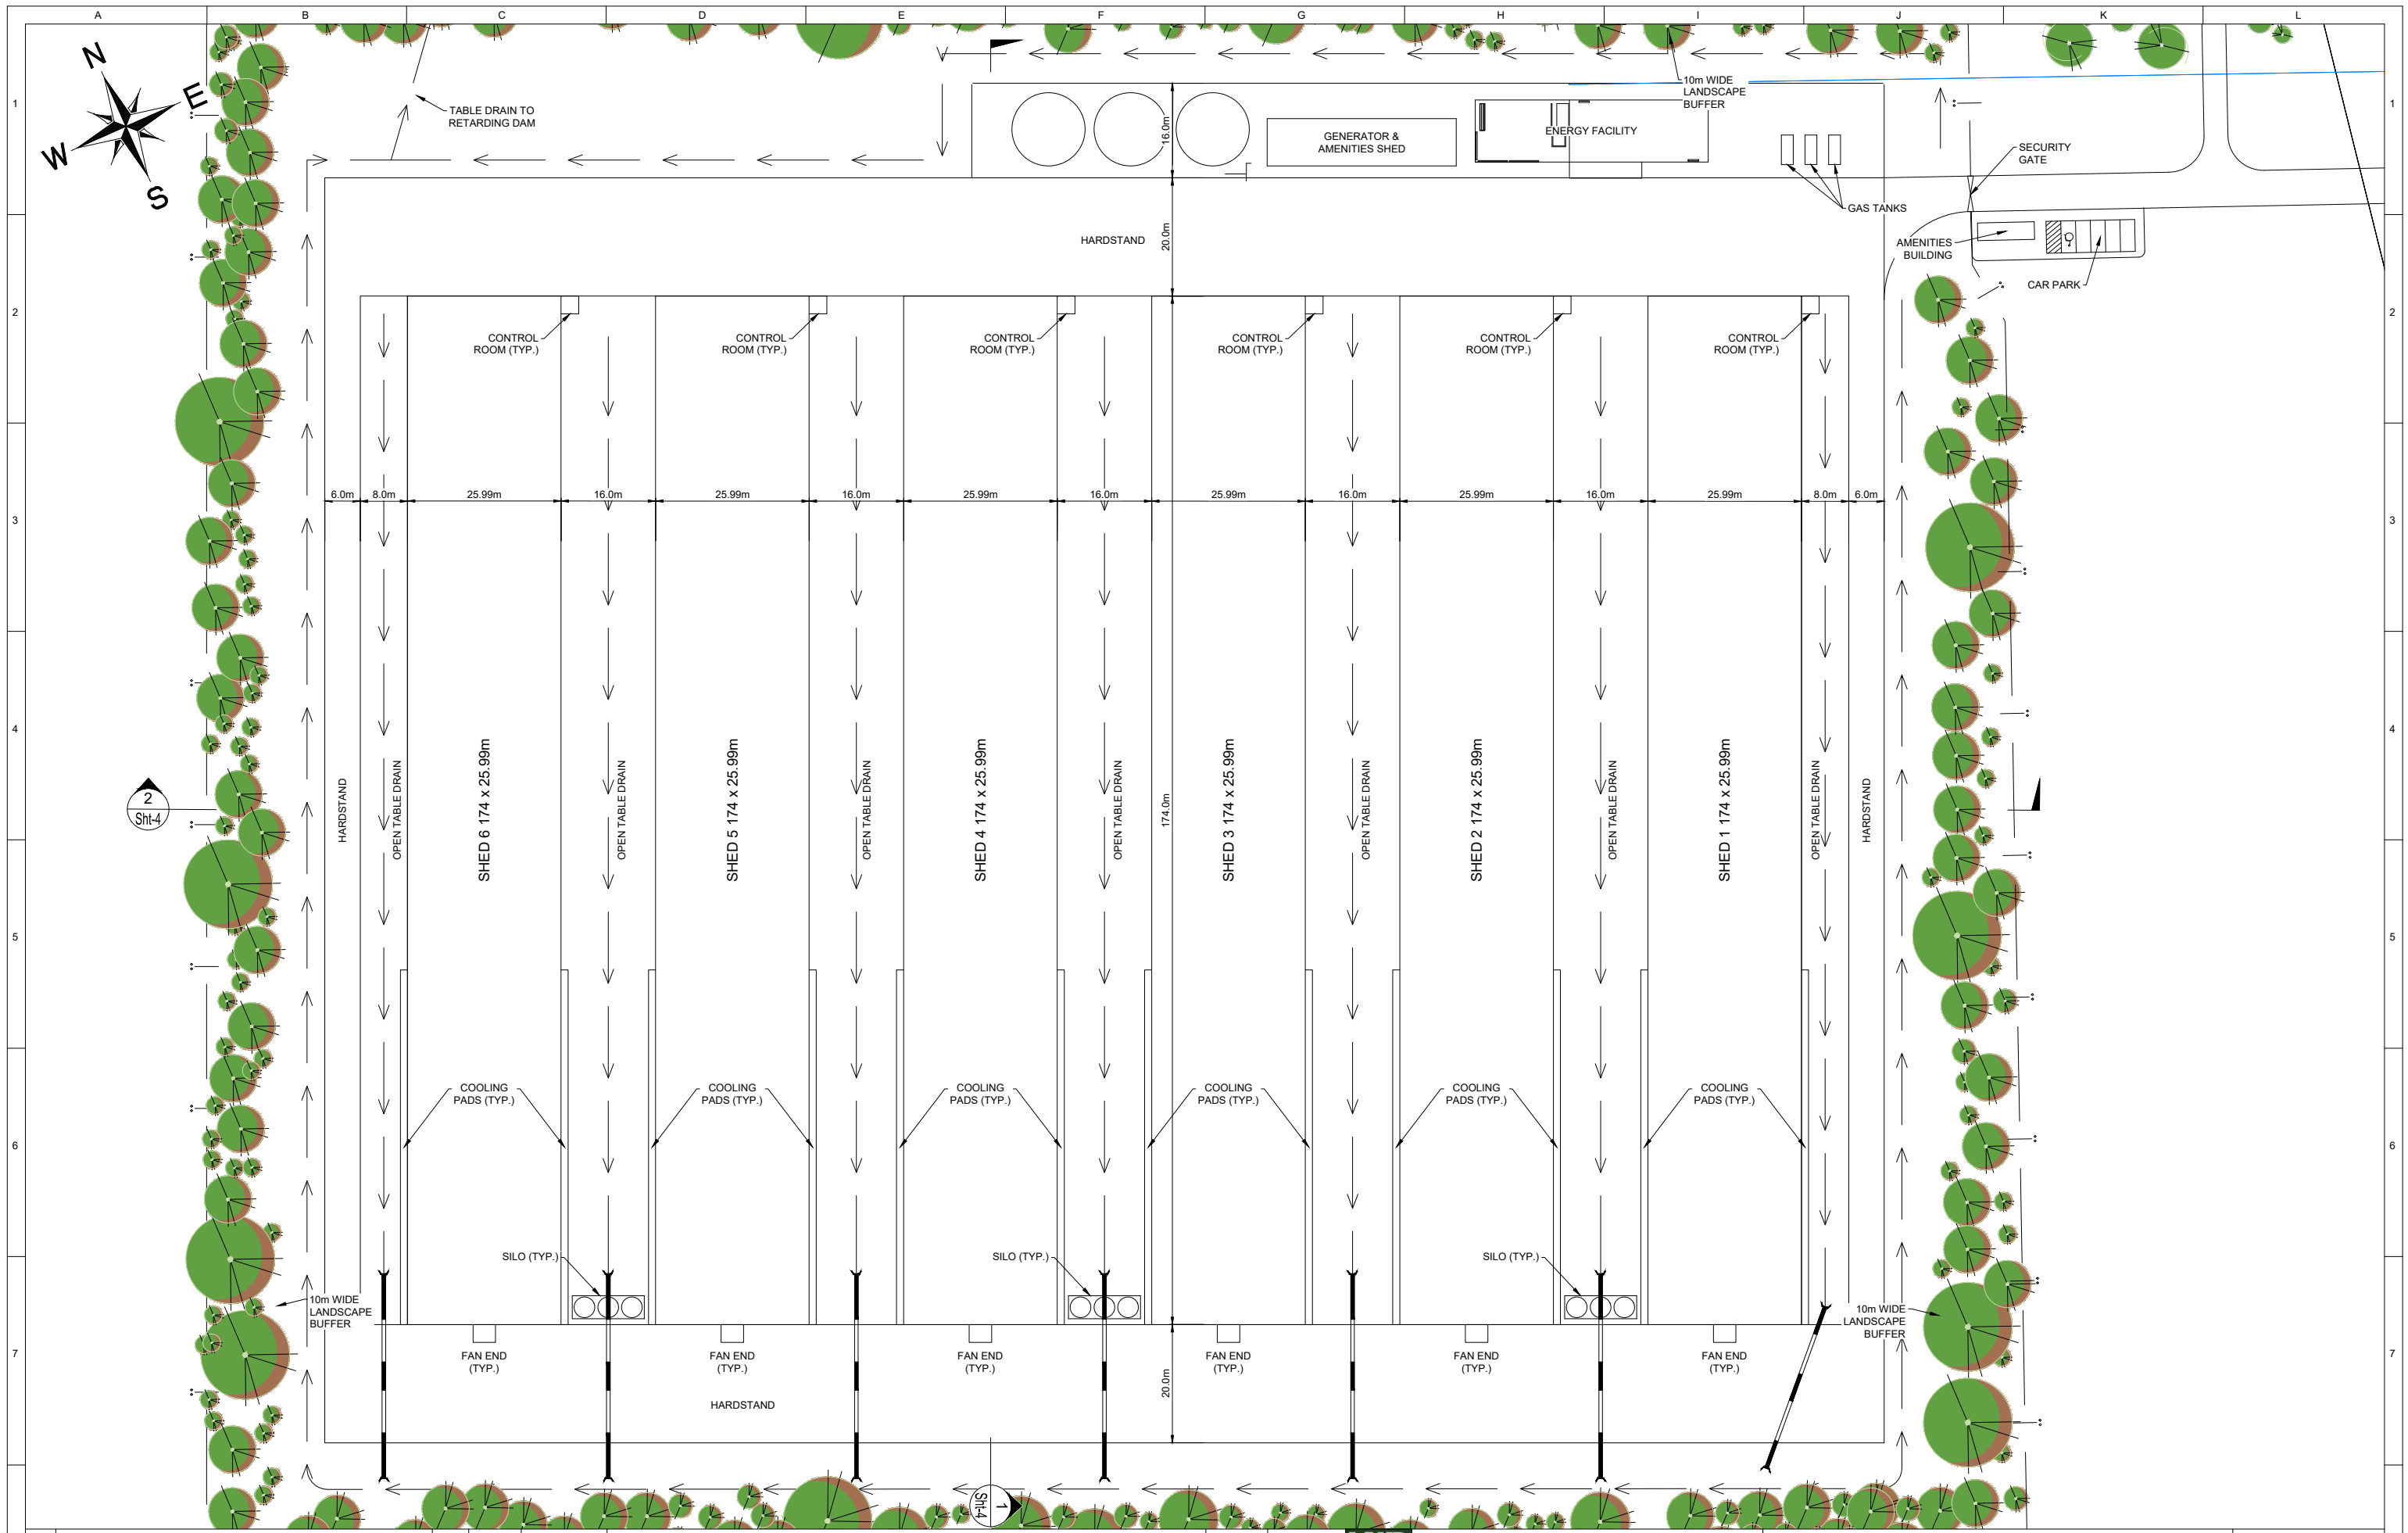 A B C D E F G H I J K L
N
E
W
S
1
1
TABLE DRAIN TO
RETARDING DAM
16.0m
GENERATOR &
AMENITIES SHED
ENERGY FACILITY
10m WIDE
LANDSCAPE
BUFFER
SECURITY
GATE
GAS TANKS
HARDSTAND
20.0m
AMENITIES
BUILDING
CAR PARK
2
2
CONTROL
ROOM (TYP.)
CONTROL
ROOM (TYP.)
CONTROL
ROOM (TYP.)
CONTROL
ROOM (TYP.)
CONTROL
ROOM (TYP.)
CONTROL
ROOM (TYP.)
6.0m 8.0m 25.99m 16.0m 25.99m 16.0m 25.99m 16.0m 25.99m 16.0m 25.99m 16.0m 25.99m 8.0m 6.0m
3
3
4
4
2
Sht-4
HARDSTAND
OPEN TABLE DRAIN
SHED 6 174 x 25.99m
OPEN TABLE DRAIN
SHED 5 174 x 25.99m
OPEN TABLE DRAIN
SHED 4 174 x 25.99m
OPEN TABLE DRAIN
174.0m
SHED 3 174 x 25.99m
OPEN TABLE DRAIN
SHED 2 174 x 25.99m
OPEN TABLE DRAIN
SHED 1 174 x 25.99m
OPEN TABLE DRAIN
HARDSTAND
5
5
COOLING
PADS (TYP.)
COOLING
PADS (TYP.)
COOLING
PADS (TYP.)
COOLING
PADS (TYP.)
COOLING
PADS (TYP.)
COOLING
PADS (TYP.)
6
6
SILO (TYP.)
SILO (TYP.)
SILO (TYP.)
10m WIDE
LANDSCAPE
BUFFER
10m WIDE
LANDSCAPE
BUFFER
7
7
FAN END
(TYP.)
FAN END
(TYP.)
FAN END
(TYP.)
FAN END
(TYP.)
FAN END
(TYP.)
FAN END
(TYP.)
20.0m
HARDSTAND
1
Sht-4